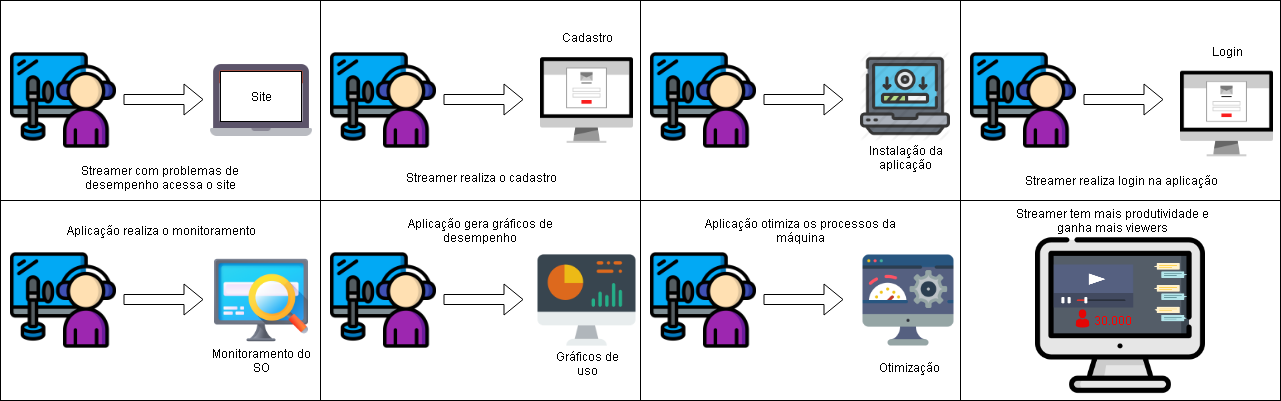 Site
Streamer com problemas de
desempenho acessa o site
Cadastro
Streamer realiza o cadastro
Instalação da
aplicação
Login
Streamer realiza login na aplicação
Aplicação realiza o monitoramento
Monitoramento do
SO
Aplicação gera gráficos de
desempenho
Gráficos de
uso
Aplicação otimiza os processos da
máquina
Otimização
Streamer tem mais produtividade e
ganha mais viewers
30.000